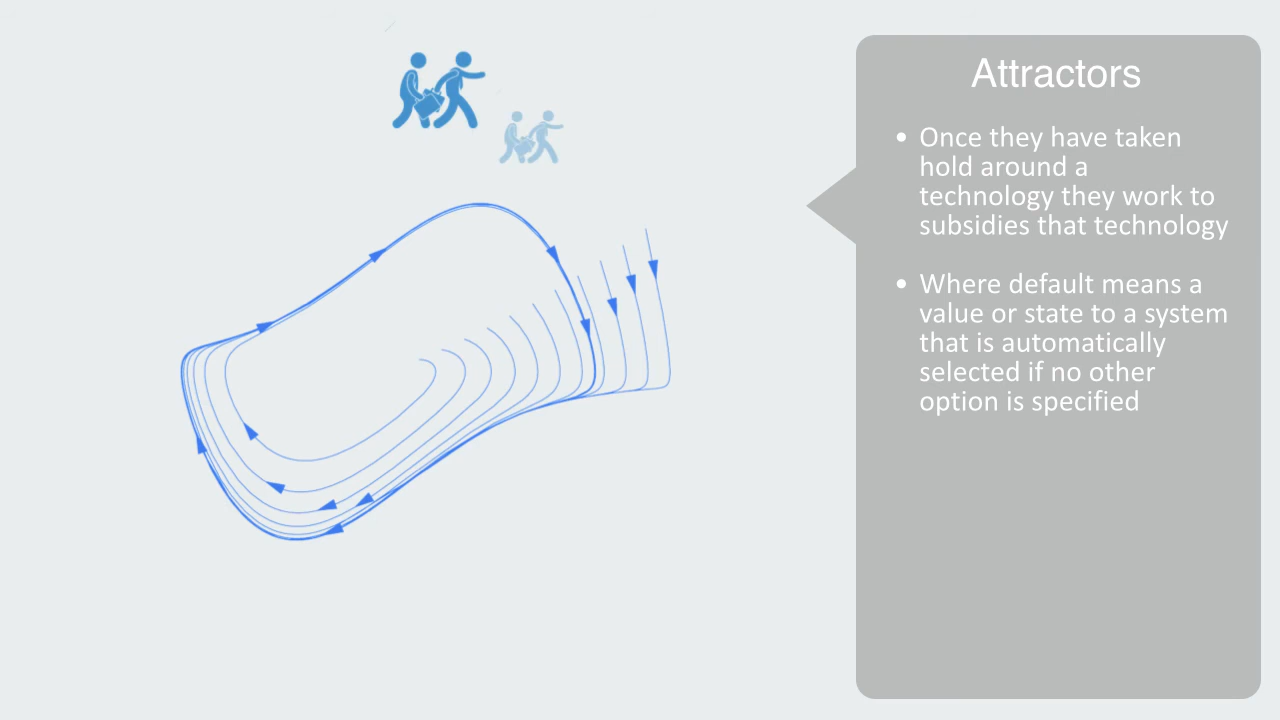 Attractors
• Once they have taken
hold around a
technology they work to
subsidies that technology
• Where default means a
value or state to a system
that is automatically
selected if no other
option is specified